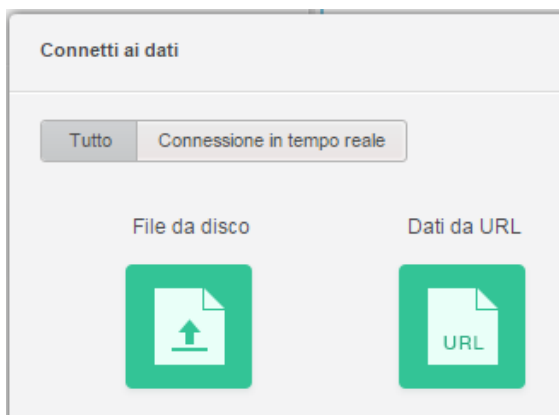 Connetti ai dati
Tutto
Connessione in tempo reale
File da disco
Dati da URL
URL